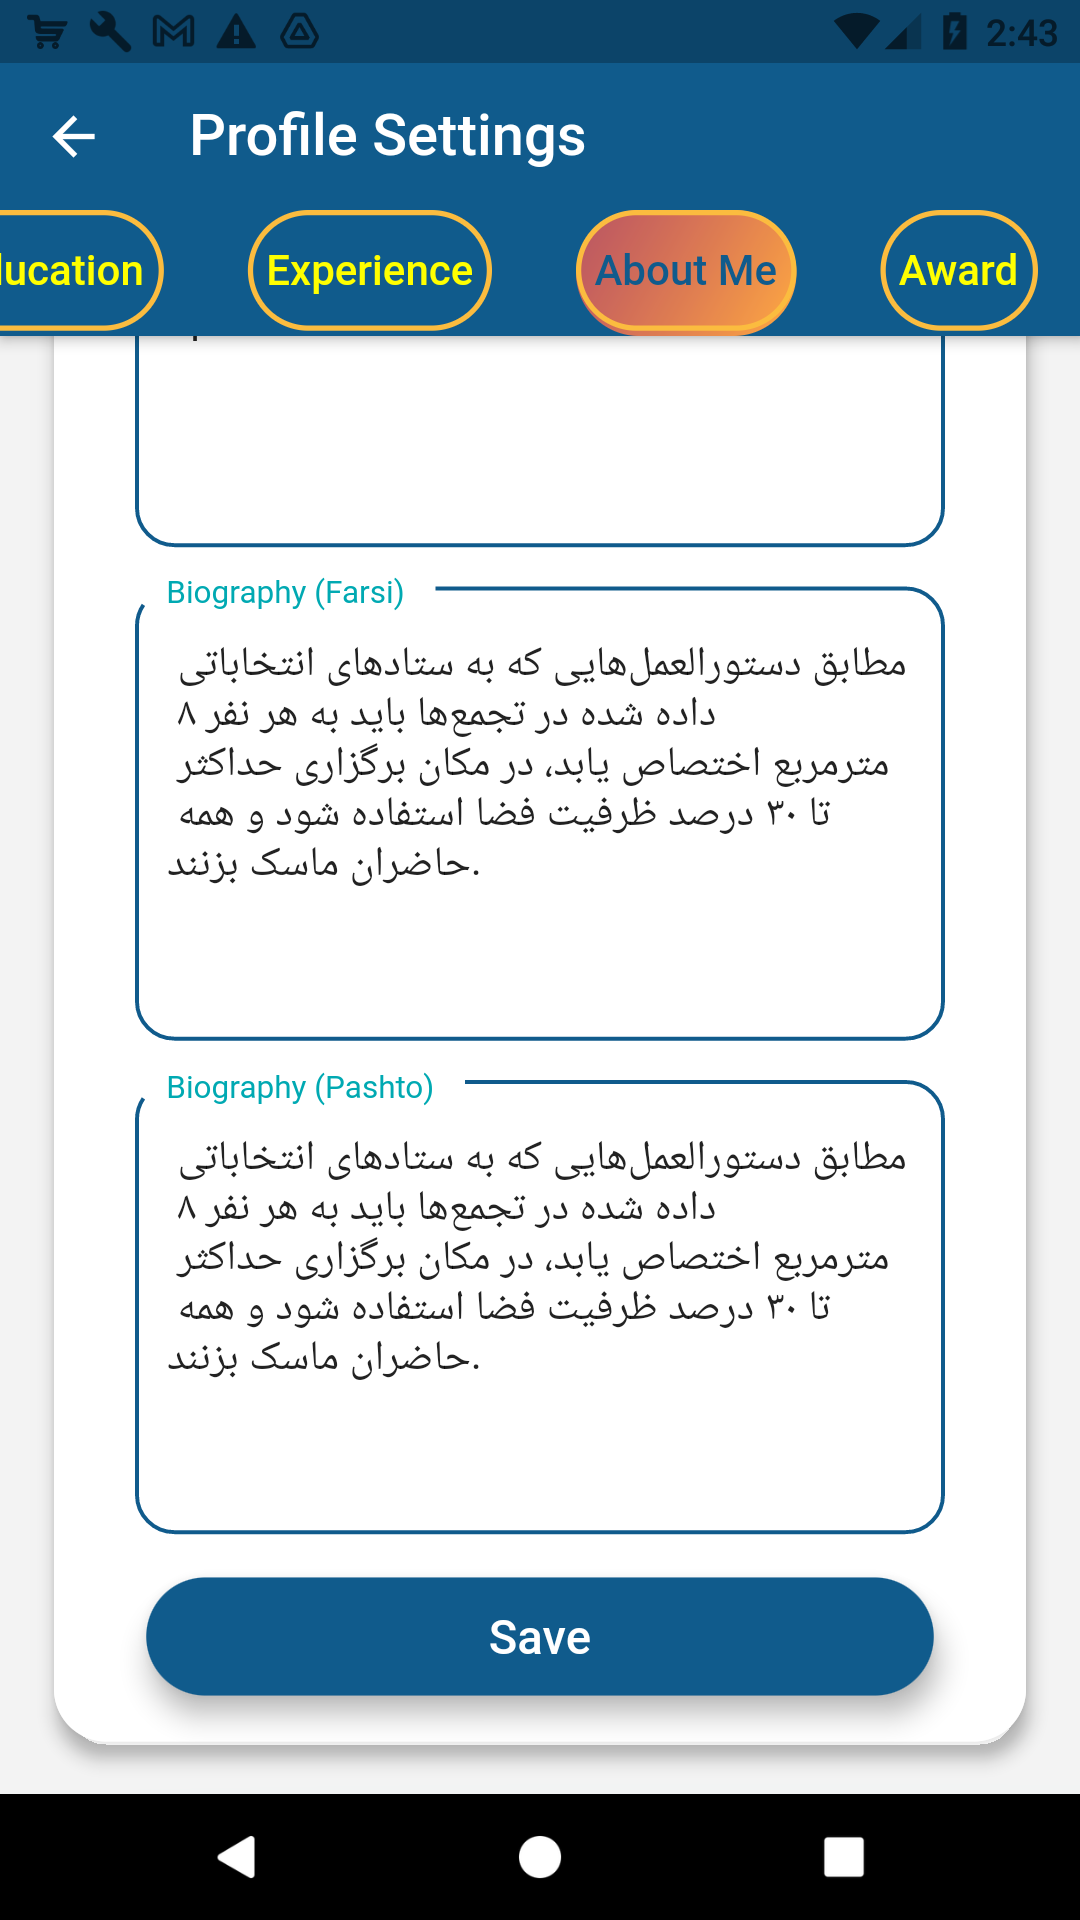 2:43
Profile Settings
ducation
Experience
About Me
Award
Biography (Farsi)
مطابق دستورالعمل‌هایی که به ستادهای انتخاباتی
داده شده در تجمع‌ها باید به هر نفر ۸
مترمربع اختصاص یابد، در مکان برگزاری حداکثر
تا ۳۰ درصد ظرفیت فضا استفاده شود و همه
حاضران ماسک بزنند.
Biography (Pashto)
مطابق دستورالعمل‌هایی که به ستادهای انتخاباتی
داده شده در تجمع‌ها باید به هر نفر ۸
مترمربع اختصاص یابد، در مکان برگزاری حداکثر
تا ۳۰ درصد ظرفیت فضا استفاده شود و همه
حاضران ماسک بزنند.
Save